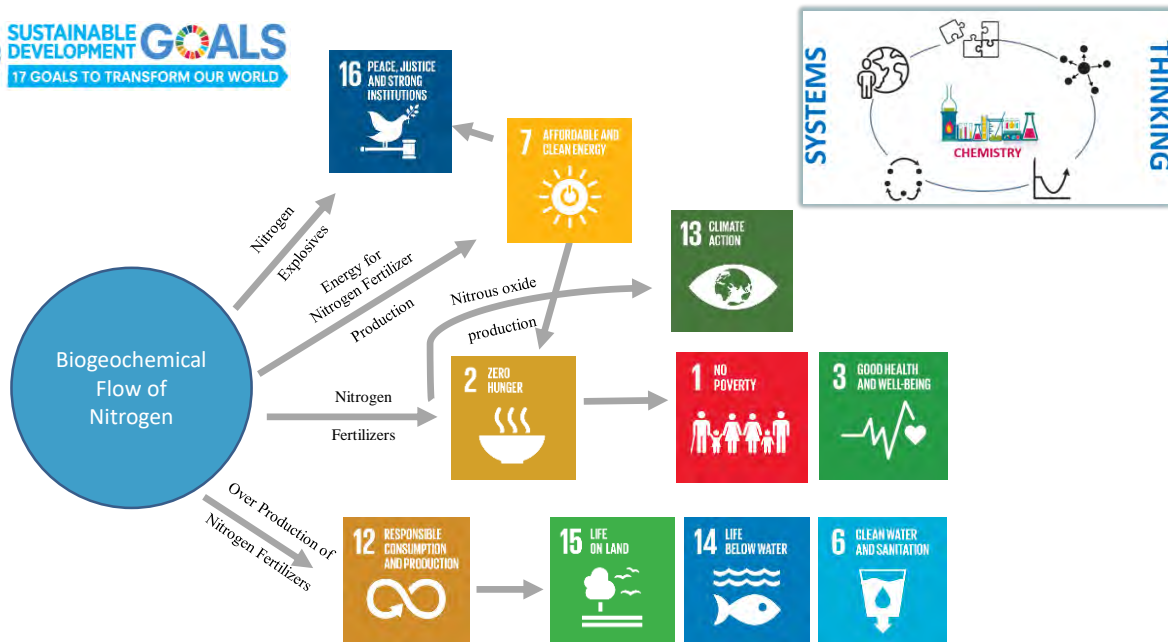 SUSTAINABLE
DEVELOPMENT
GOALS
17 GOALS TO TRANSFORM OUR WORLD
SYSTEMS
THINKING
CHEMISTRY
16 PEACE, JUSTICE
AND STRONG
INSTITUTIONS
7 AFFORDABLE AND
CLEAN ENERGY
13 CLIMATE
ACTION
Nitrogen
Explosives
Energy for
Nitrogen Fertilizer
Production
Nitrous oxide
production
Biogeochemical
Flow of
Nitrogen
Nitrogen
Fertilizers
2 ZERO
HUNGER
1 NO
POVERTY
3 GOOD HEALTH
AND WELL-BEING
Over Production of
Nitrogen Fertilizers
12 RESPONSIBLE
CONSUMPTION
AND PRODUCTION
15 LIFE
ON LAND
14 LIFE
BELOW WATER
6 CLEAN WATER
AND SANITATION